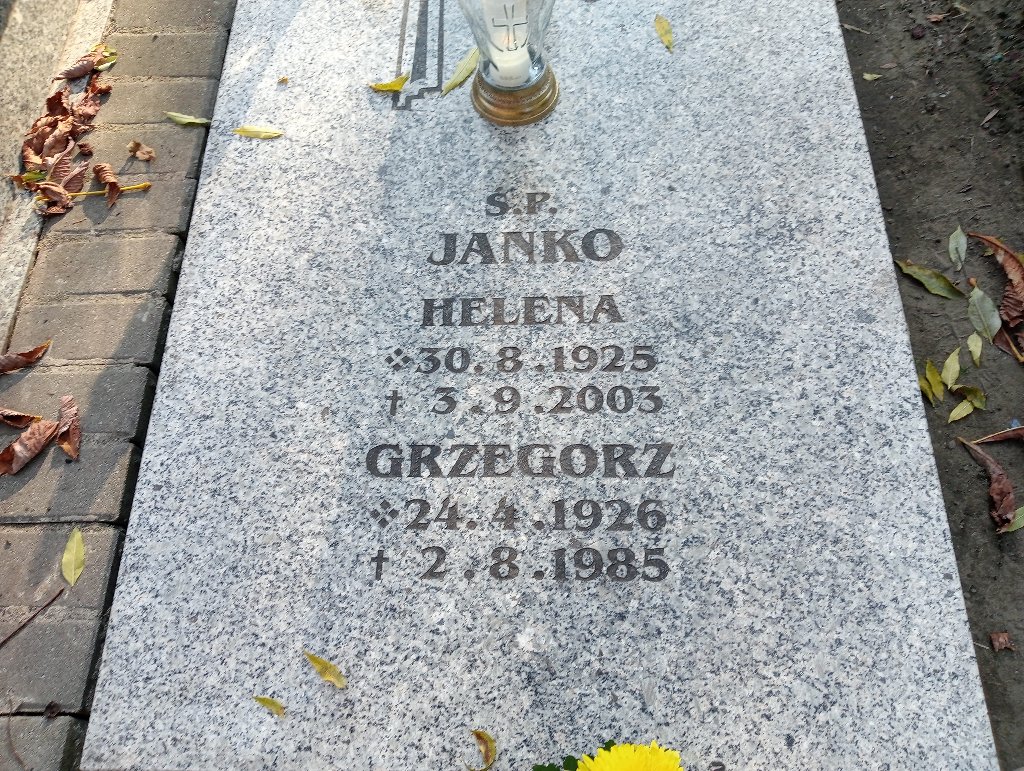 Ś.P.
JANKO
HELENA
30.8.1925
† 3.9.2003
GRZEGORZ
24.4.1926
† 2.8.1985